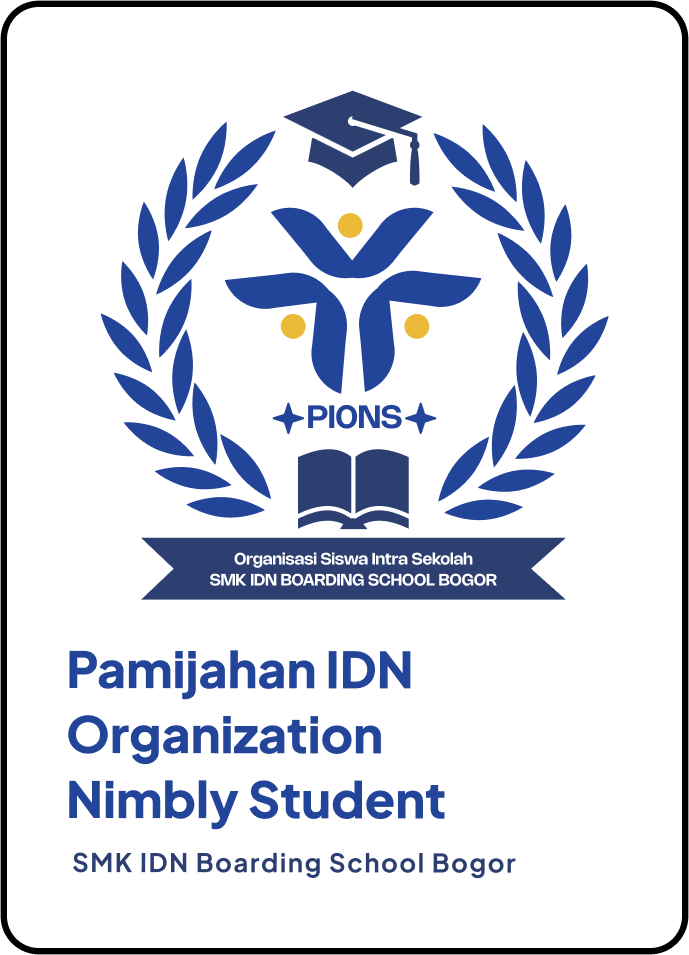 PIONS
Organisasi Siswa Intra Sekolah
SMK IDN BOARDING SCHOOL BOGOR
Pamijahan IDN
Organization
Nimbly Student
SMK IDN Boarding School Bogor